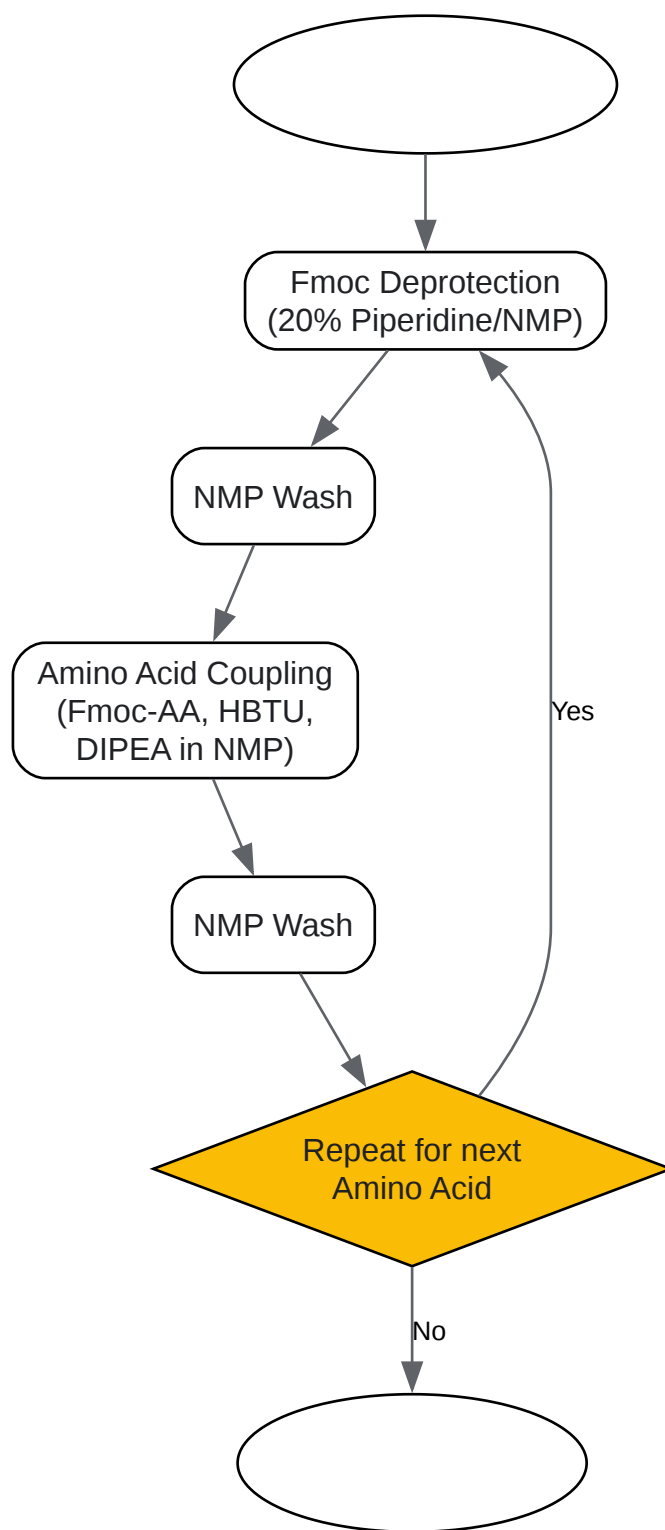 Fmoc Deprotection
(20% Piperidine/NMP)
NMP Wash
Amino Acid Coupling
(Fmoc-AA, HBTU,
DIPEA in NMP)
Yes
NMP Wash
Repeat for next
Amino Acid
No